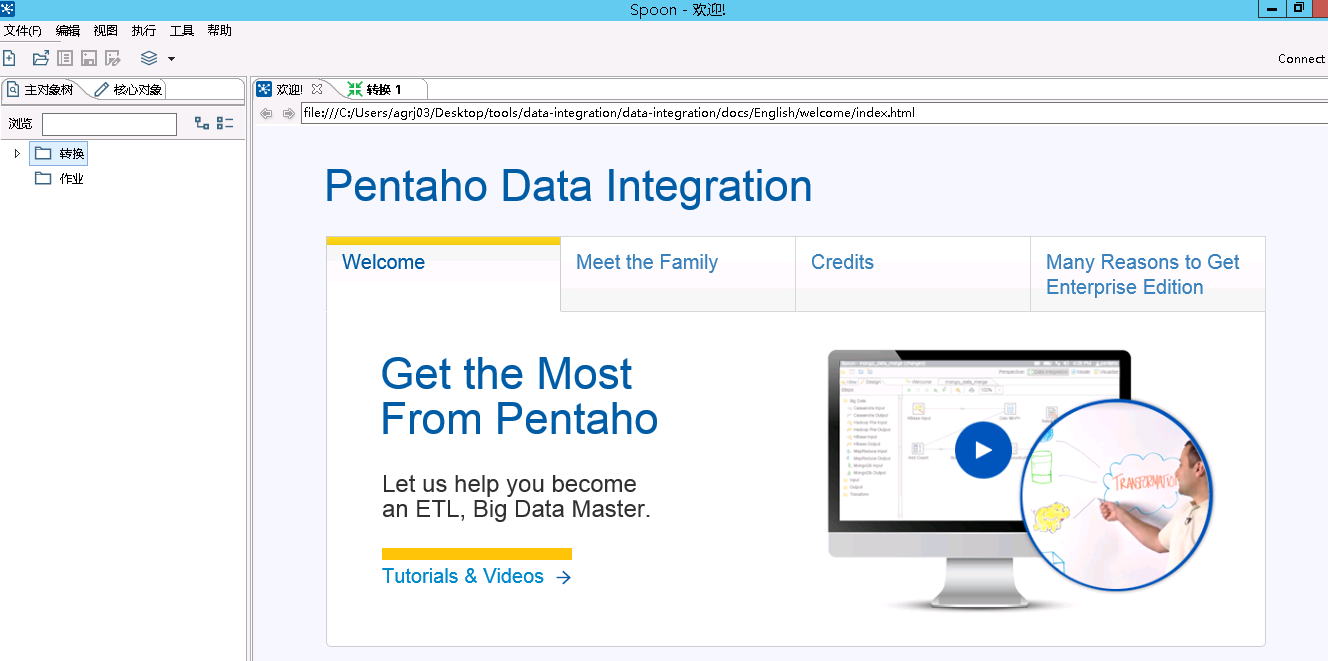 Spoon - 欢迎!
文件(F) 编辑 视图 执行 工具 帮助
Connect
主对象树 核心对象
欢迎! 转换 1
浏览
file:///C:/Users/agrj03/Desktop/tools/data-integration/data-integration/docs/English/welcome/index.html
转换
作业
Pentaho Data Integration
Welcome
Meet the Family
Credits
Many Reasons to Get
Enterprise Edition
Get the Most
From Pentaho
Let us help you become
an ETL, Big Data Master.
Tutorials & Videos
TRANSFORMATION